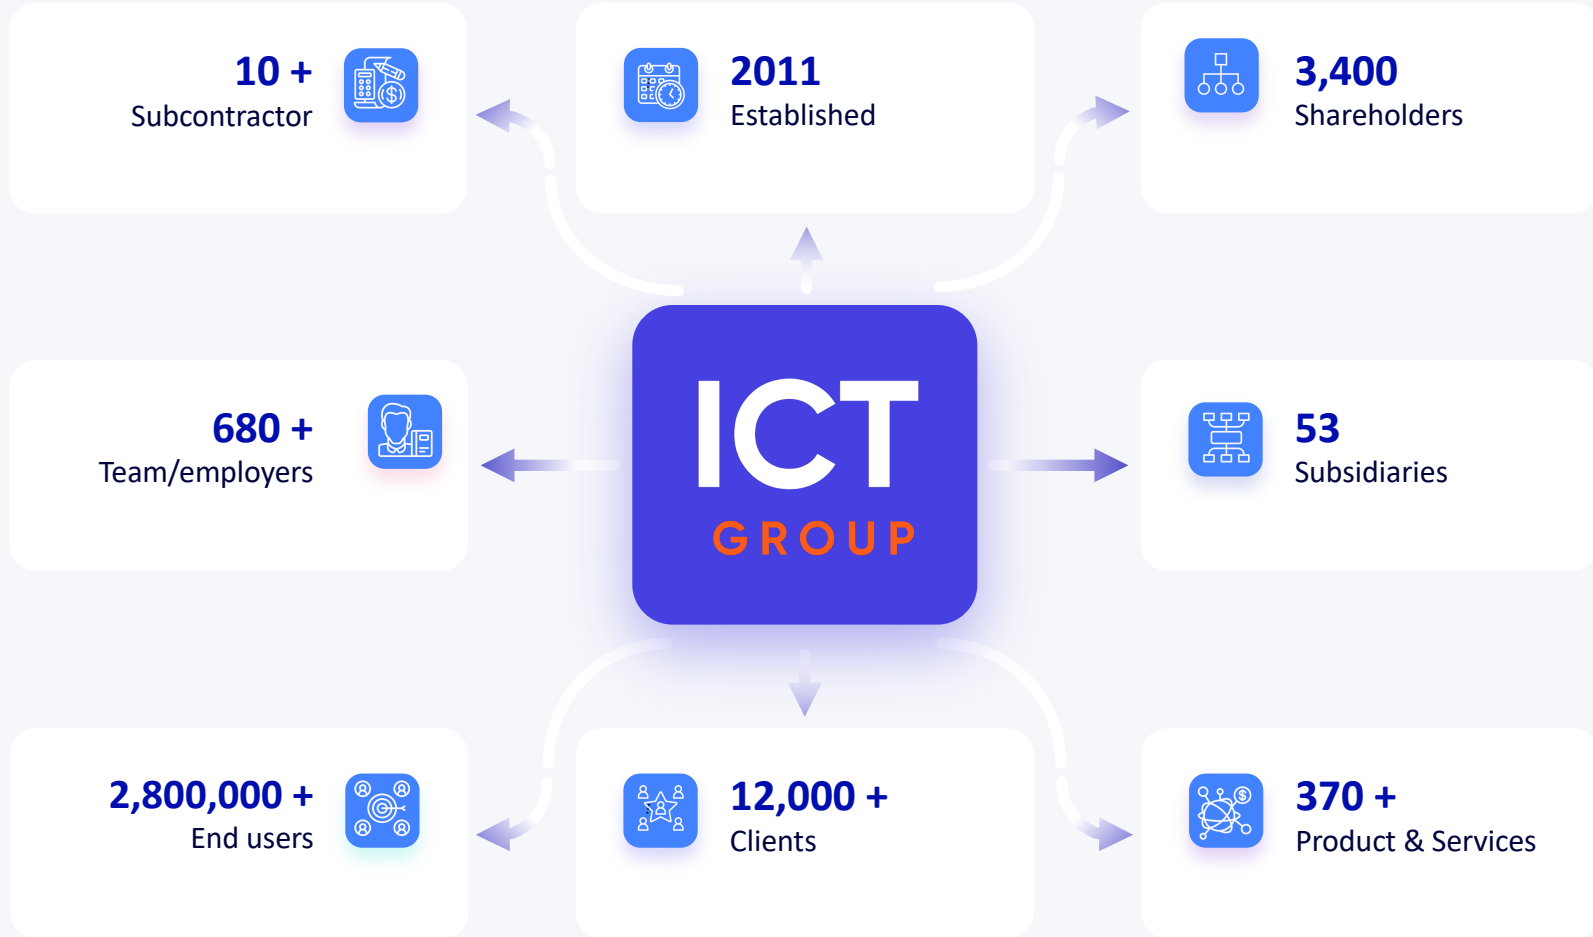 10 +
Subcontractor
2011
Established
3,400
Shareholders
680 +
Team/employers
ICT
GROUP
53
Subsidiaries
2,800,000 +
End users
12,000 +
Clients
370 +
Product & Services